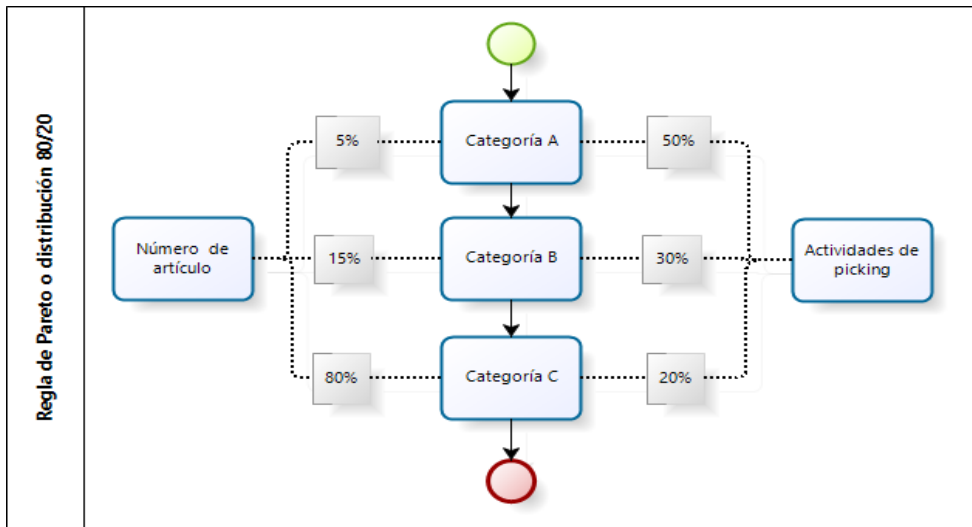 Regla de Pareto o distribución 80/20
5%
Categoría A
50%
Número de
artículo
15%
Categoría B
30%
Actividades de
picking
80%
Categoría C
20%